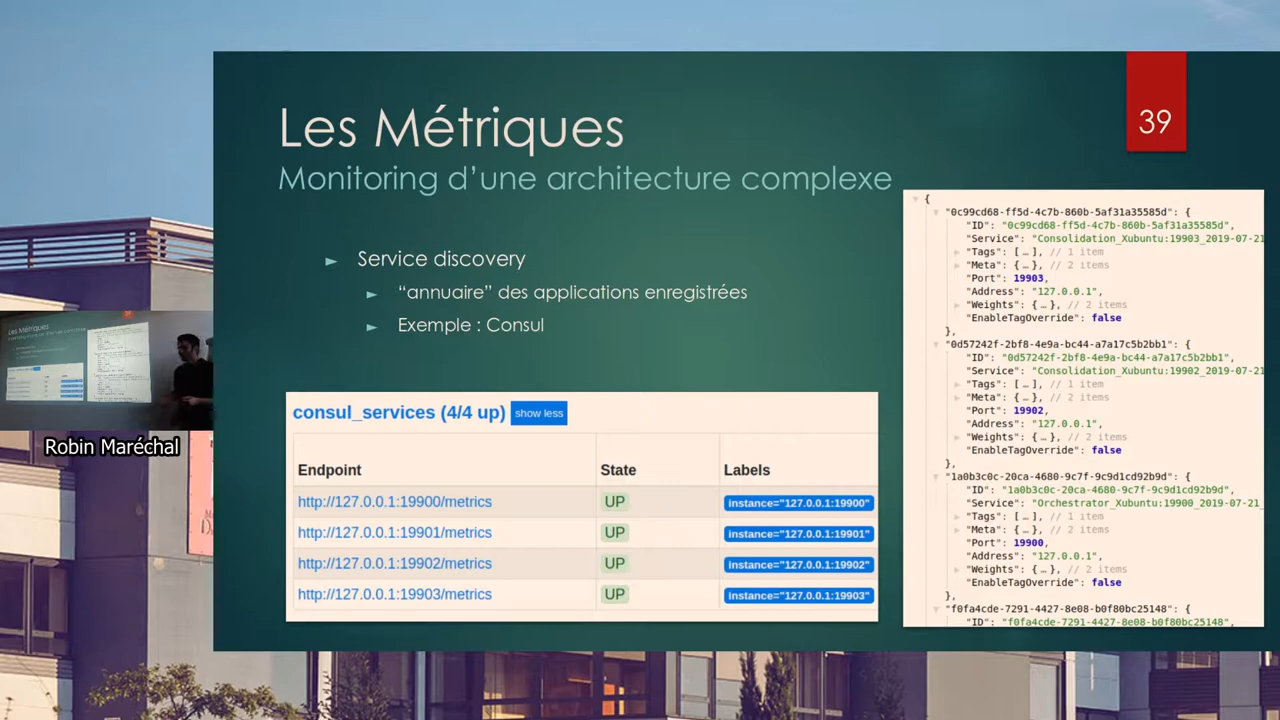 Les Métriques
Monitoring d'une architecture complexe
39
► Service discovery
► “annuaire” des applications enregistrées
► Exemple : Consul
consul_services (4/4 up) show less
Endpoint State Labels
http://127.0.0.1:19900/metrics UP instance="127.0.0.1:19900"
http://127.0.0.1:19901/metrics UP instance="127.0.0.1:19901"
http://127.0.0.1:19902/metrics UP instance="127.0.0.1:19902"
http://127.0.0.1:19903/metrics UP instance="127.0.0.1:19903"
{
"0c99cd68-ff5d-4c7b-860b-5af31a35585d": {
"ID": "0c99cd68-ff5d-4c7b-860b-5af31a35585d",
"Service": "Consolidation_Xubuntu:19903_2019-07-21
"Tags": […], // 1 item
"Meta": {…}, // 2 items
"Port": 19903,
"Address": "127.0.0.1",
"Weights": {…}, // 2 items
"EnableTagOverride": false
},
"0d57242f-2bf8-4e9a-bc44-a7a17c5b2bb1": {
"ID": "0d57242f-2bf8-4e9a-bc44-a7a17c5b2bb1",
"Service": "Consolidation_Xubuntu:19902_2019-07-21
"Tags": […], // 1 item
"Meta": {…}, // 2 items
"Port": 19902,
"Address": "127.0.0.1",
"Weights": {…}, // 2 items
"EnableTagOverride": false
},
"1a0b3c0c-20ca-4680-9c7f-9c9d1cd92b9d": {
"ID": "1a0b3c0c-20ca-4680-9c7f-9c9d1cd92b9d",
"Service": "Orchestrator_Xubuntu:19900_2019-07-21_
"Tags": […], // 1 item
"Meta": {…}, // 2 items
"Port": 19900,
"Address": "127.0.0.1",
"Weights": {…}, // 2 items
"EnableTagOverride": false
},
"f0fa4cde-7291-4427-8e08-b0f80bc25148": {
"ID": "f0fa4cde-7291-4427-8e08-b0f80bc25148",
Les Métriques
Robin Maréchal